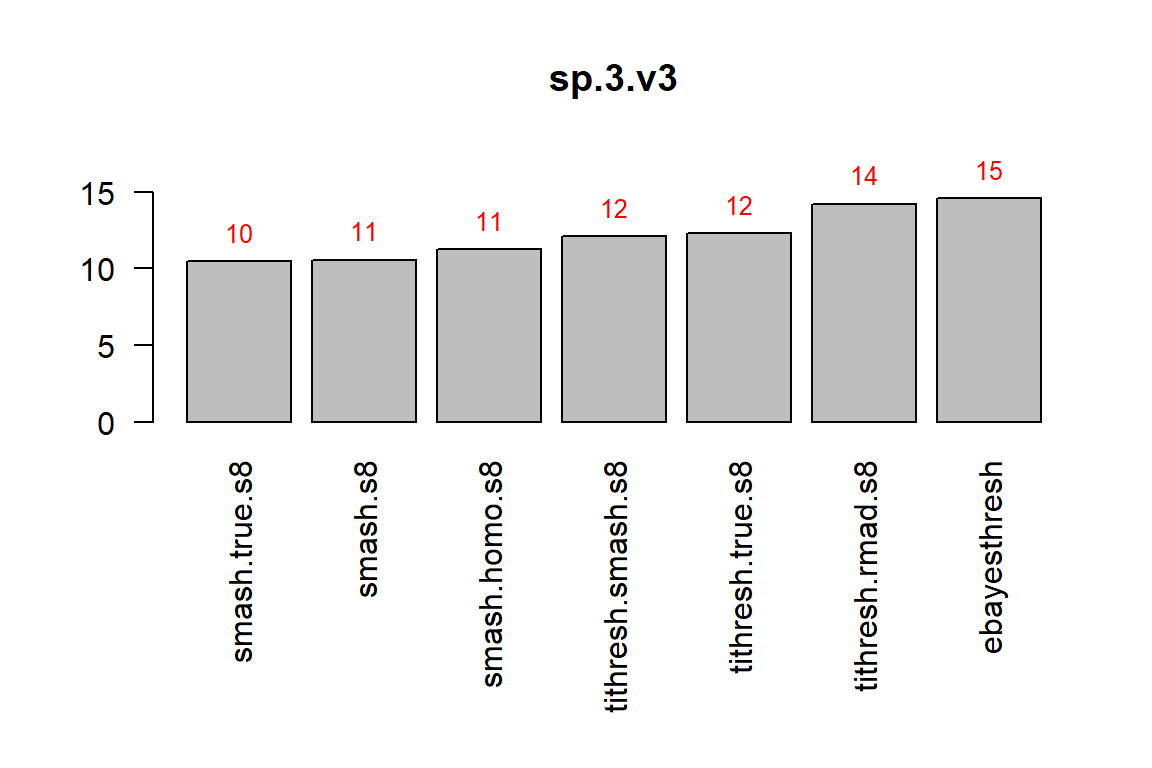 sp.3.v3
15
10
5
0
10
11
11
12
12
14
15
smash.true.s8
smash.s8
smash.homo.s8
tithresh.smash.s8
tithresh.true.s8
tithresh.rmad.s8
ebayesthresh